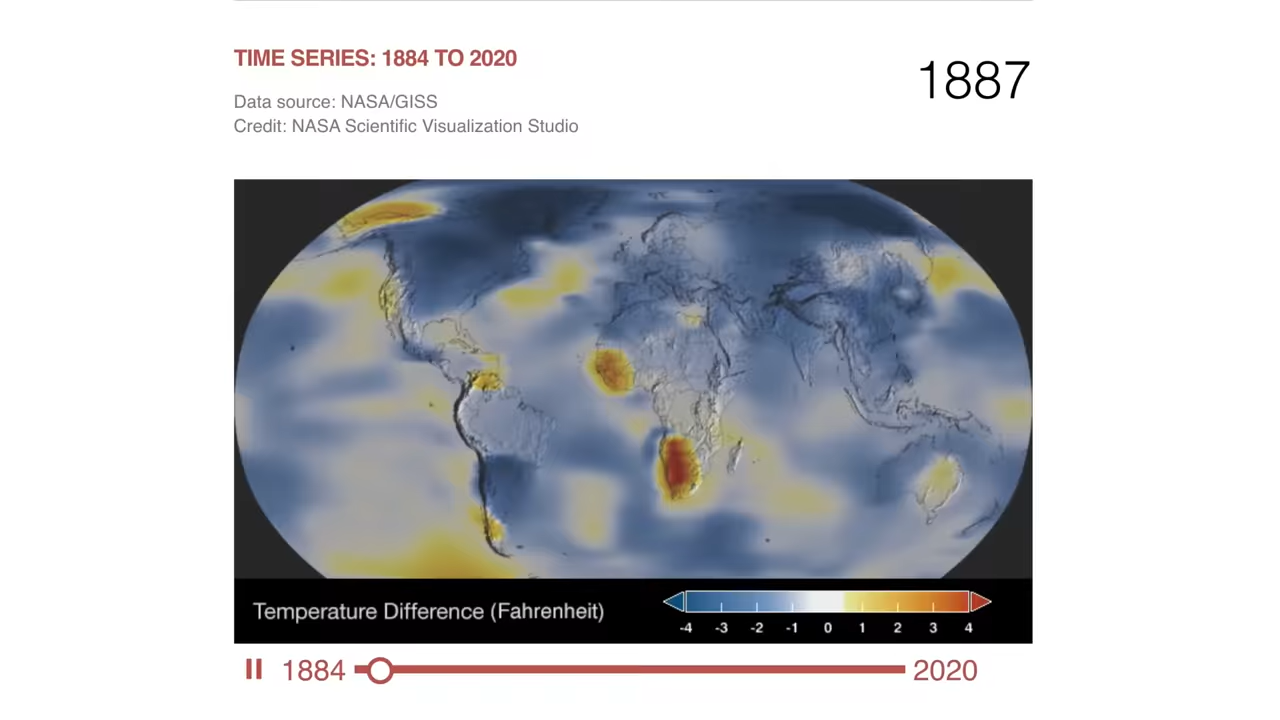 TIME SERIES: 1884 TO 2020
1887
Data source: NASA/GISS
Credit: NASA Scientific Visualization Studio
Temperature Difference (Fahrenheit)
-4 -3 -2 -1 0 1 2 3 4
1884 2020